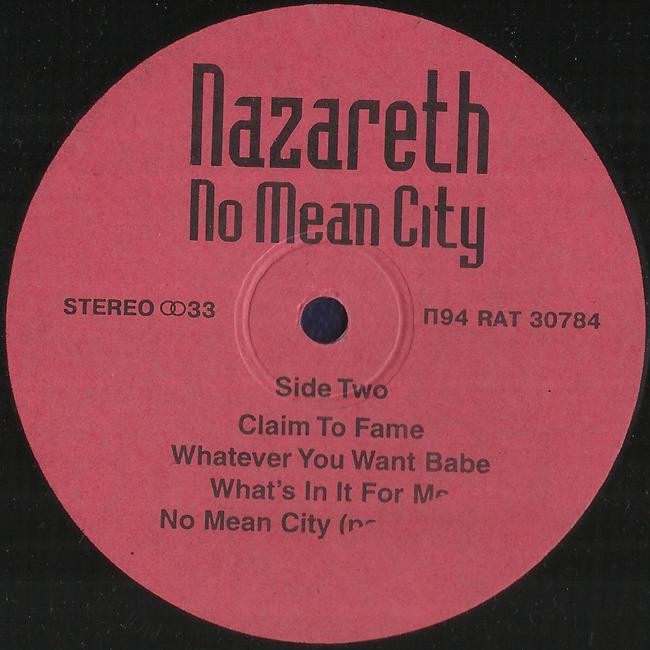 Nazareth
No Mean City
STEREO 33
П94 RAT 30784
Side Two
Claim To Fame
Whatever You Want Babe
What's In It For
No Mean City